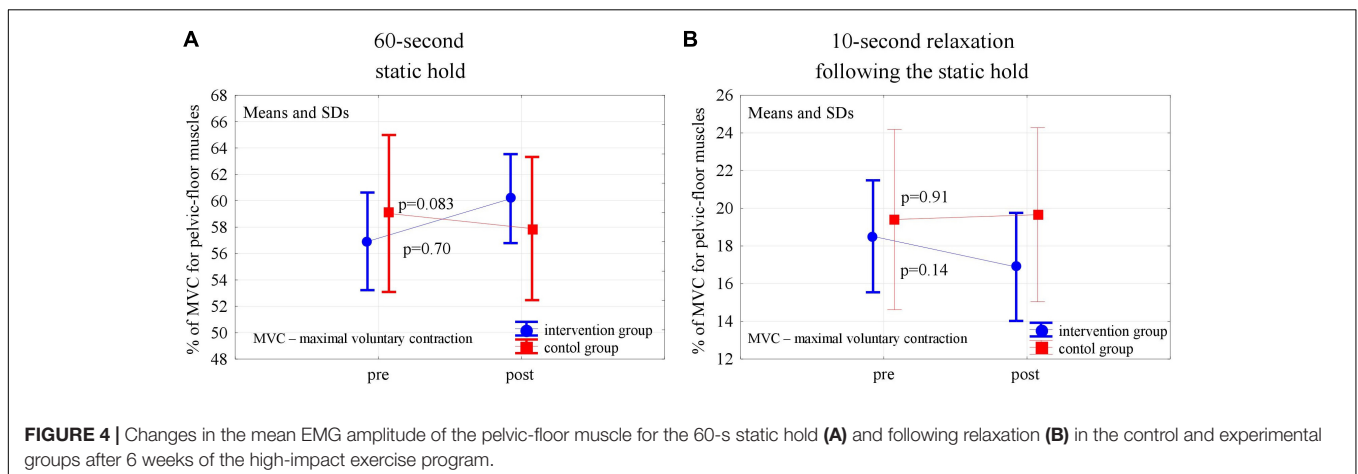 A
60-second
static hold
% of MVC for pelvic-floor muscles
68
66
64
62
60
58
56
54
52
50
48
Means and SDs
p=0.083
p=0.70
MVC – maximal voluntary contraction
intervention group
contol group
pre
post
B
10-second relaxation
following the static hold
% of MVC for pelvic-floor muscles
26
24
22
20
18
16
14
12
Means and SDs
p=0.91
p=0.14
MVC – maximal voluntary contraction
intervention group
contol group
pre
post
FIGURE 4 | Changes in the mean EMG amplitude of the pelvic-floor muscle for the 60-s static hold (A) and following relaxation (B) in the control and experimental
groups after 6 weeks of the high-impact exercise program.